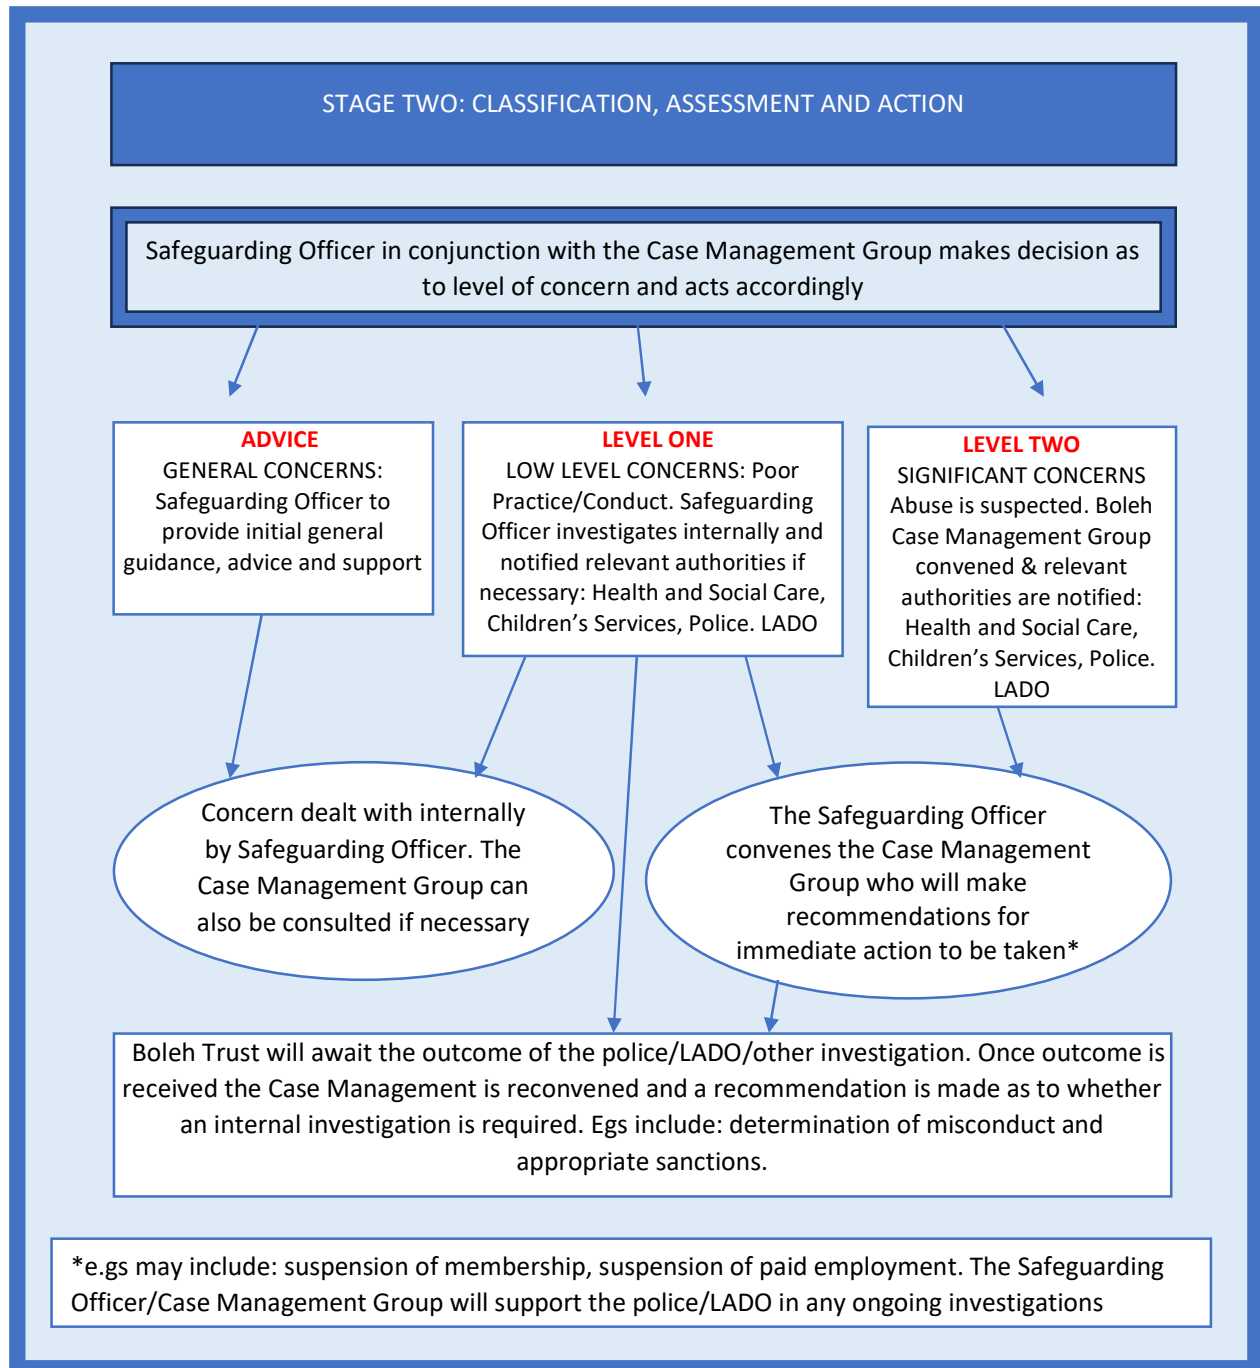 STAGE TWO: CLASSIFICATION, ASSESSMENT AND ACTION
Safeguarding Officer in conjunction with the Case Management Group makes decision as
to level of concern and acts accordingly
ADVICE
GENERAL CONCERNS:
Safeguarding Officer to
provide initial general
guidance, advice and support
LEVEL ONE
LOW LEVEL CONCERNS: Poor
Practice/Conduct. Safeguarding
Officer investigates internally and
notified relevant authorities if
necessary: Health and Social Care,
Children’s Services, Police. LADO
LEVEL TWO
SIGNIFICANT CONCERNS
Abuse is suspected. Boleh
Case Management Group
convened & relevant
authorities are notified:
Health and Social Care,
Children’s Services, Police.
LADO
Concern dealt with internally
by Safeguarding Officer. The
Case Management Group can
also be consulted if necessary
The Safeguarding Officer
convenes the Case Management
Group who will make
recommendations for
immediate action to be taken*
Boleh Trust will await the outcome of the police/LADO/other investigation. Once outcome is
received the Case Management is reconvened and a recommendation is made as to whether
an internal investigation is required. Egs include: determination of misconduct and
appropriate sanctions.
*e.gs may include: suspension of membership, suspension of paid employment. The Safeguarding
Officer/Case Management Group will support the police/LADO in any ongoing investigations